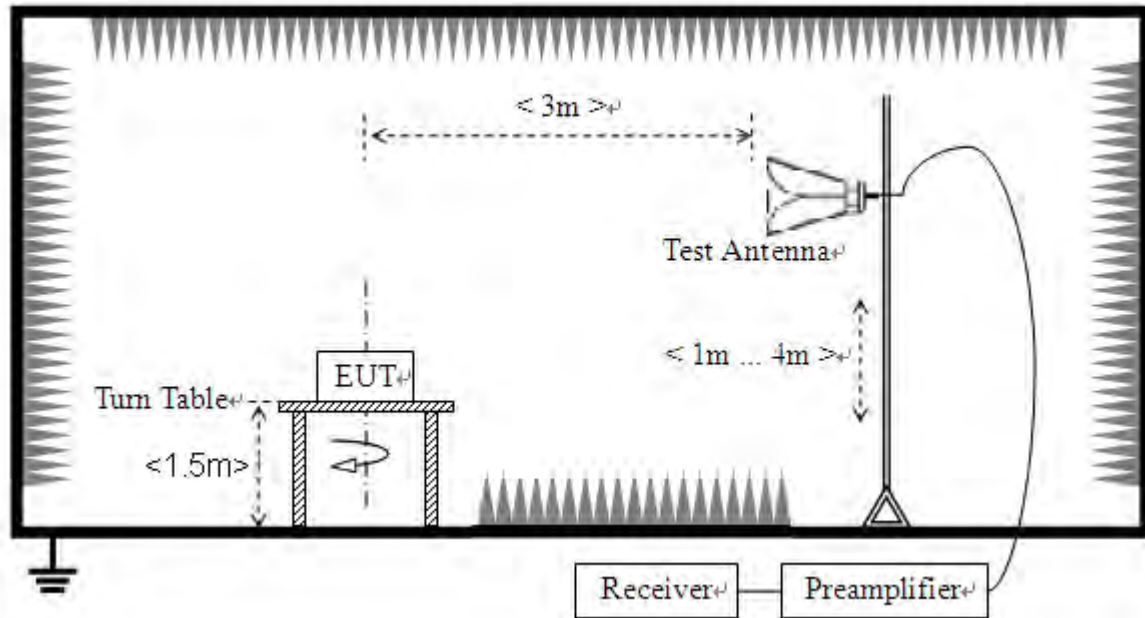 < 3m >↵
Test Antenna↵
< 1m ... 4m >↵
EUT↵
Turn Table↵
<1.5m>
Receiver↵
Preamplifier↵